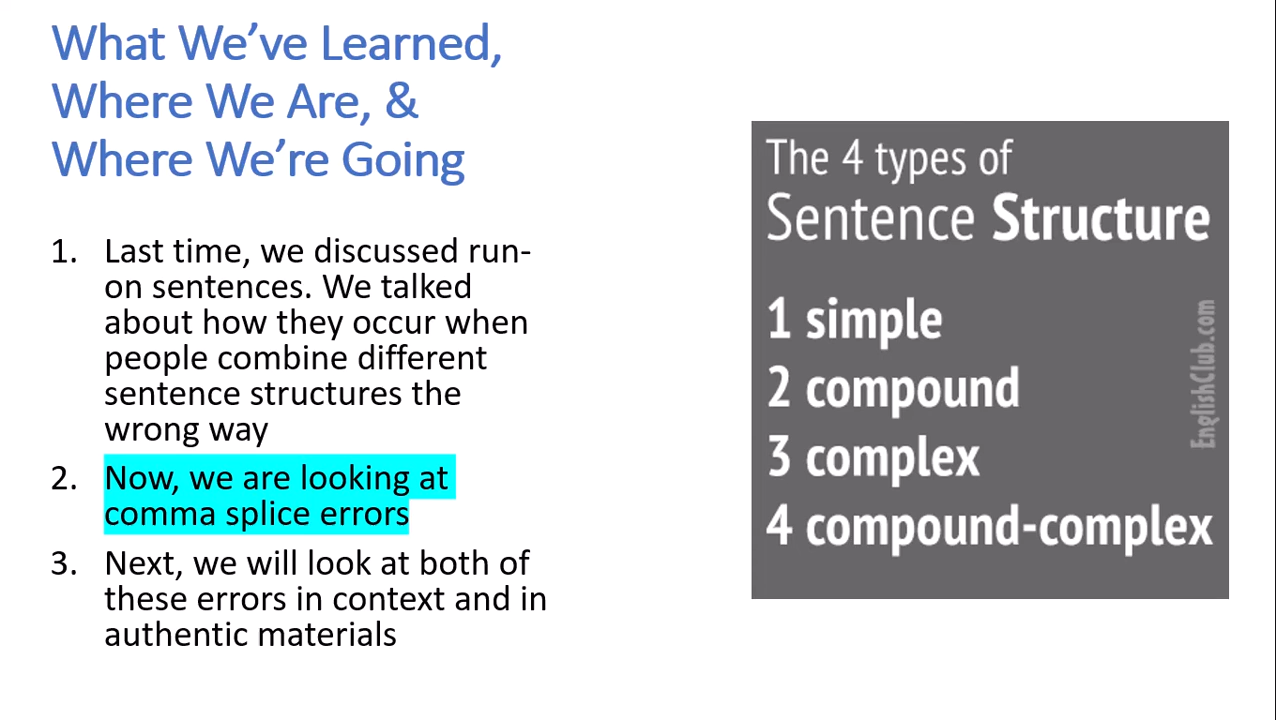 What We’ve Learned,
Where We Are, &
Where We’re Going
1. Last time, we discussed run-
on sentences. We talked
about how they occur when
people combine different
sentence structures the
wrong way
2. Now, we are looking at
comma splice errors
3. Next, we will look at both of
these errors in context and in
authentic materials
The 4 types of
Sentence Structure
1 simple
2 compound
3 complex
4 compound-complex
EnglishClub.com